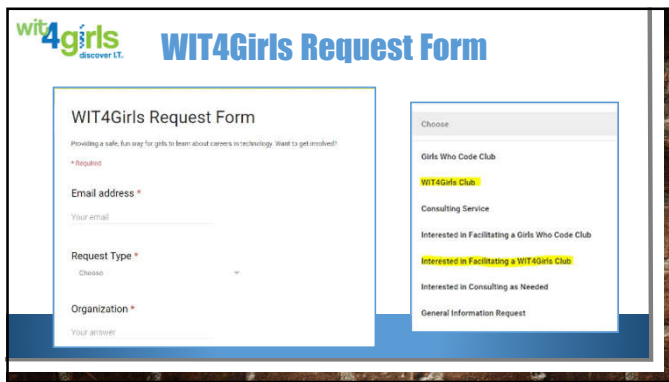 wit4girls
discover I.T.
WIT4Girls Request Form
WIT4Girls Request Form
Providing a safe, fun way for girls to learn about careers in technology. Want to get involved?
* Required
Email address *
Your email
Request Type *
Choose
Organization *
Your answer
Choose
Girls Who Code Club
WIT4Girls Club
Consulting Service
Interested in Facilitating a Girls Who Code Club
Interested in Facilitating a WIT4Girls Club
Interested in Consulting as Needed
General Information Request